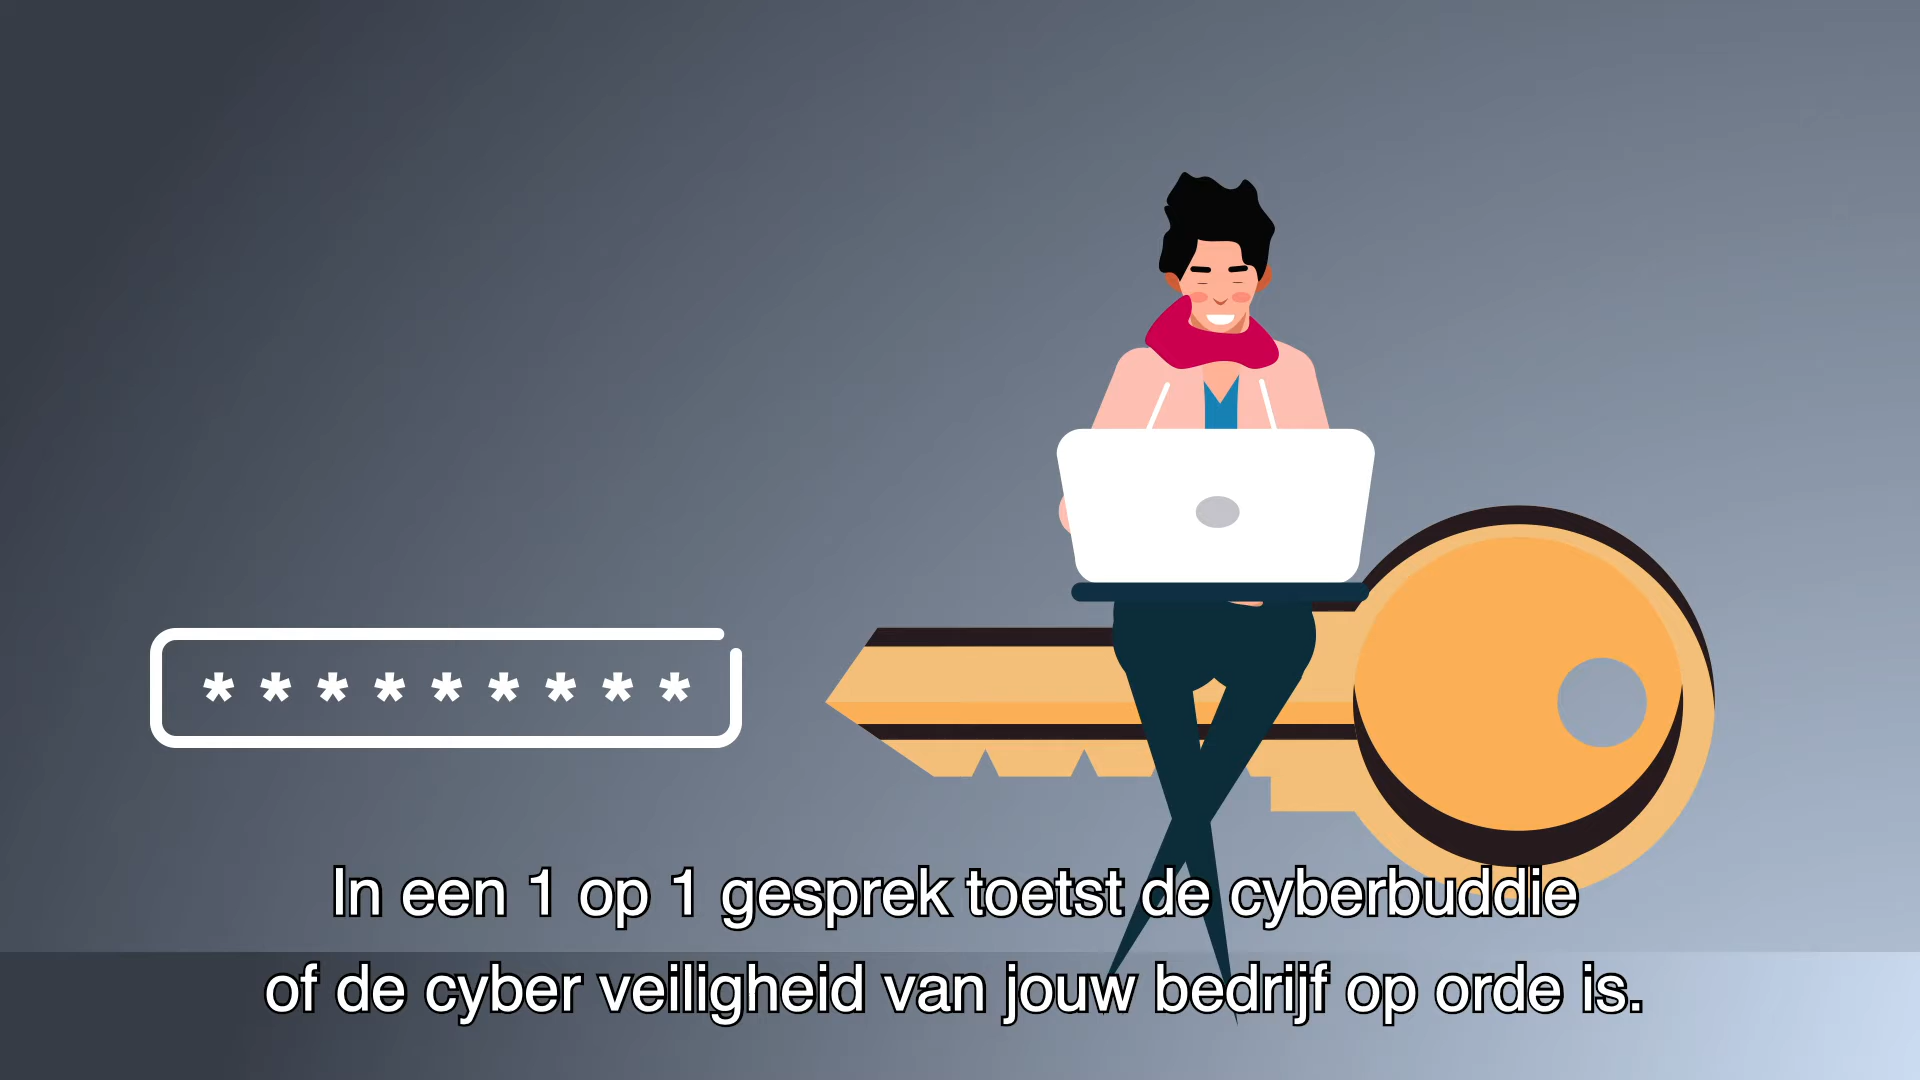 * * * * * * * * *
In een 1 op 1 gesprek toetst de cyberbuddie
of de cyber veiligheid van jouw bedrijf op orde is.